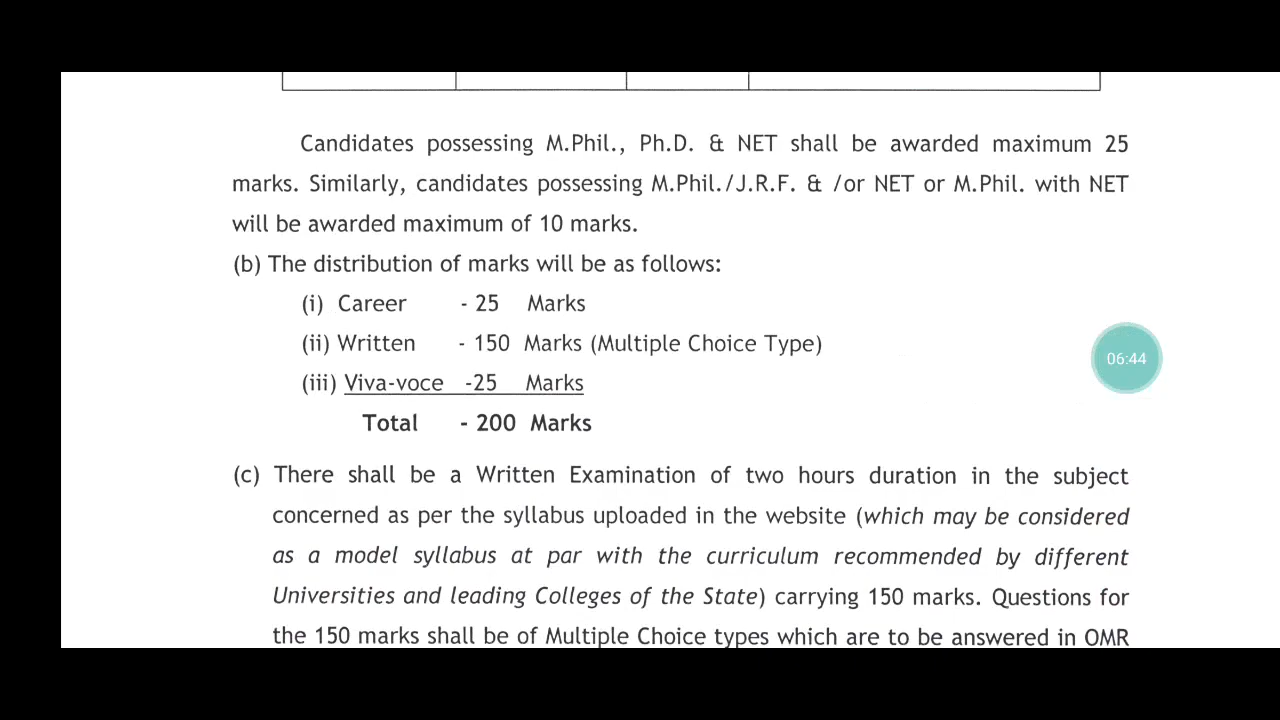 Candidates possessing M.Phil., Ph.D. & NET shall be awarded maximum 25
marks. Similarly, candidates possessing M.Phil./J.R.F. & /or NET or M.Phil. with NET
will be awarded maximum of 10 marks.
(b) The distribution of marks will be as follows:
(i) Career - 25 Marks
(ii) Written - 150 Marks (Multiple Choice Type)
06:44
(iii) Viva-voce -25 Marks
Total - 200 Marks
(c) There shall be a Written Examination of two hours duration in the subject
concerned as per the syllabus uploaded in the website (which may be considered
as a model syllabus at par with the curriculum recommended by different
Universities and leading Colleges of the State) carrying 150 marks. Questions for
the 150 marks shall be of Multiple Choice types which are to be answered in OMR